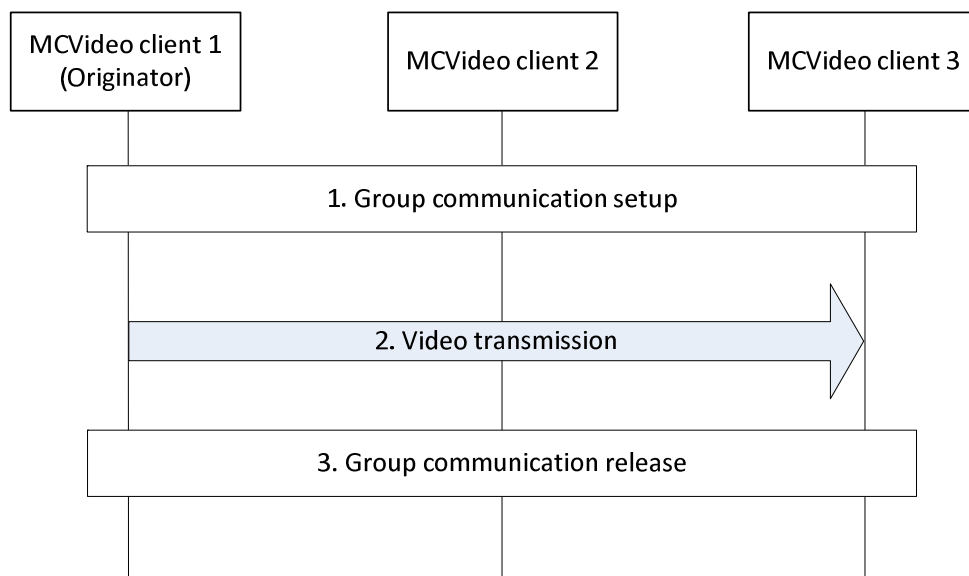 MCVideo client 1
(Originator)
MCVideo client 2
MCVideo client 3
1. Group communication setup
2. Video transmission
3. Group communication release